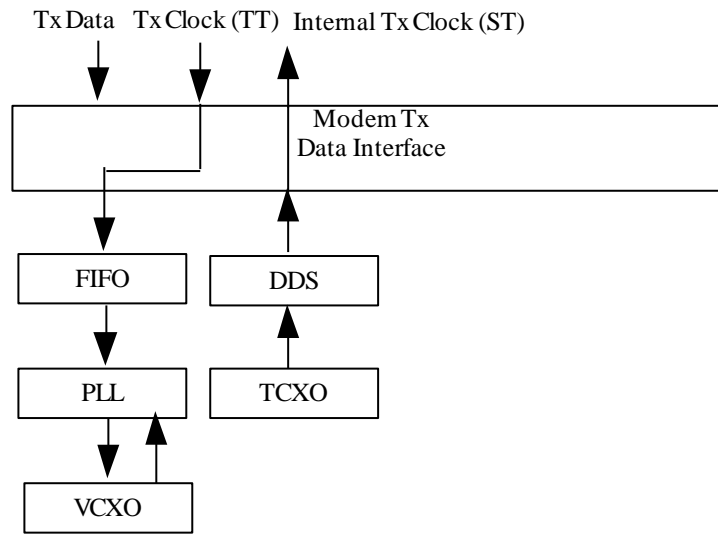 Tx Data Tx Clock (TT) Internal Tx Clock (ST)
Modem Tx
Data Interface
FIFO DDS
PLL TCXO
VCXO